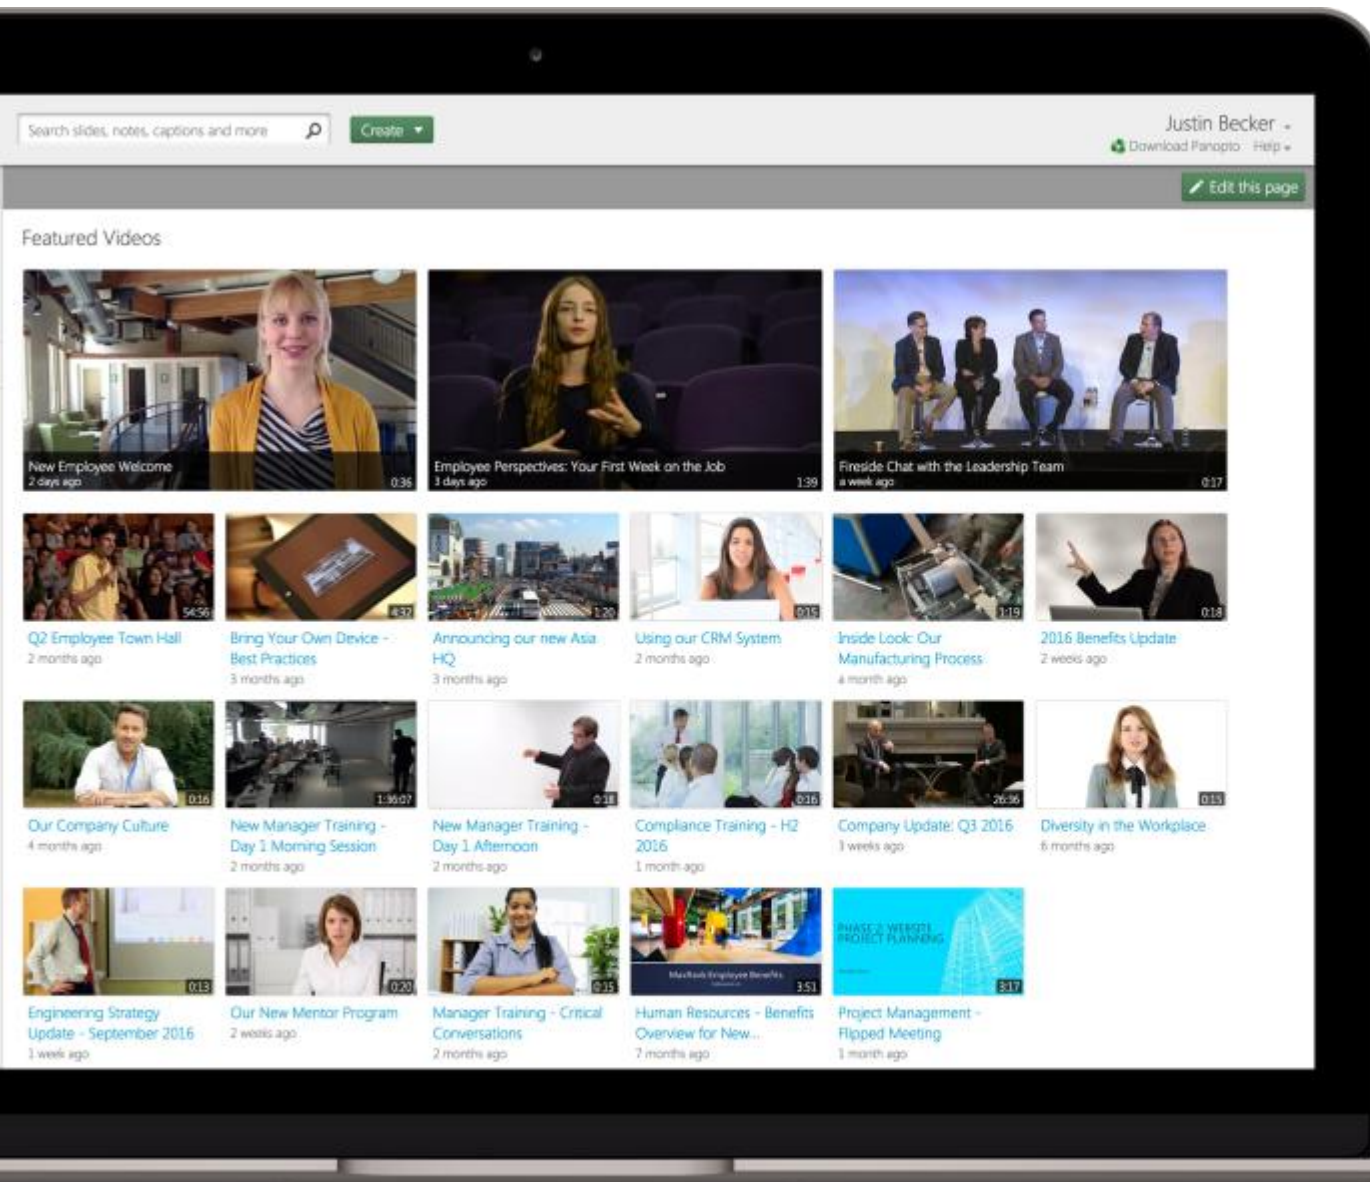 Search slides, notes, captions and more
Create
Justin Becker
Download Panopto Help
Edit this page
Featured Videos
New Employee Welcome
2 days ago
0:36
Employee Perspectives: Your First Week on the Job
3 days ago
1:39
Fireside Chat with the Leadership Team
a week ago
0:17
54:56
Q2 Employee Town Hall
2 months ago
4:32
Bring Your Own Device -
Best Practices
3 months ago
1:20
Announcing our new Asia
HQ
3 months ago
0:15
Using our CRM System
2 months ago
1:19
Inside Look: Our
Manufacturing Process
a month ago
0:18
2016 Benefits Update
2 weeks ago
0:16
Our Company Culture
4 months ago
1:36:07
New Manager Training -
Day 1 Morning Session
2 months ago
0:18
New Manager Training -
Day 1 Afternoon
2 months ago
0:16
Compliance Training - H2
2016
1 month ago
26:36
Company Update: Q3 2016
3 weeks ago
0:15
Diversity in the Workplace
6 months ago
0:13
Engineering Strategy
Update - September 2016
1 week ago
0:20
Our New Mentor Program
2 weeks ago
0:15
Manager Training - Critical
Conversations
2 months ago
Employee Benefits
3:51
Human Resources - Benefits
Overview for New...
7 months ago
PHASE 2 WEBSITE
PROJECT PLANNING
3:17
Project Management -
Flipped Meeting
1 month ago